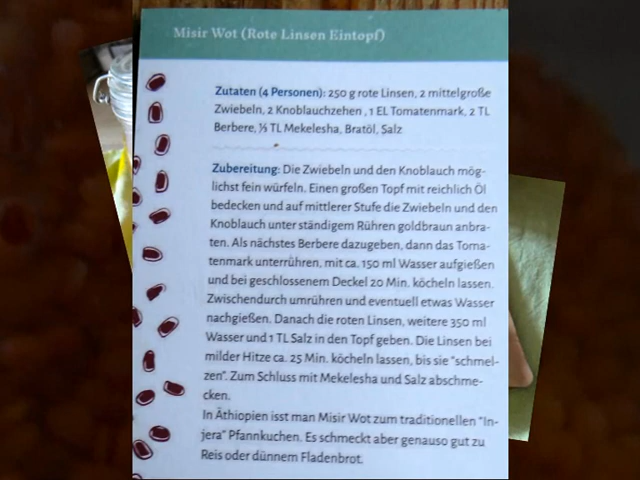 Misir Wot (Rote Linsen Eintopf)
Zutaten (4 Personen): 250 g rote Linsen, 2 mittelgroße
Zwiebeln, 2 Knoblauchzehen , 1 EL Tomatenmark, 2 TL
Berbere, ½ TL Mekelesha, Bratöl, Salz
Zubereitung: Die Zwiebeln und den Knoblauch mög-
lichst fein würfeln. Einen großen Topf mit reichlich Öl
bedecken und auf mittlerer Stufe die Zwiebeln und den
Knoblauch unter ständigem Rühren goldbraun anbra-
ten. Als nächstes Berbere dazugeben, dann das Toma-
tenmark unterrühren, mit ca. 150 ml Wasser aufgießen
und bei geschlossenem Deckel 20 Min. köcheln lassen.
Zwischendurch umrühren und eventuell etwas Wasser
nachgießen. Danach die roten Linsen, weitere 350 ml
Wasser und 1 TL Salz in den Topf geben. Die Linsen bei
milder Hitze ca. 25 Min. köcheln lassen, bis sie "schmel-
zen". Zum Schluss mit Mekelesha und Salz abschme-
cken.
In Äthiopien isst man Misir Wot zum traditionellen "In-
jera" Pfannkuchen. Es schmeckt aber genauso gut zu
Reis oder dünnem Fladenbrot.